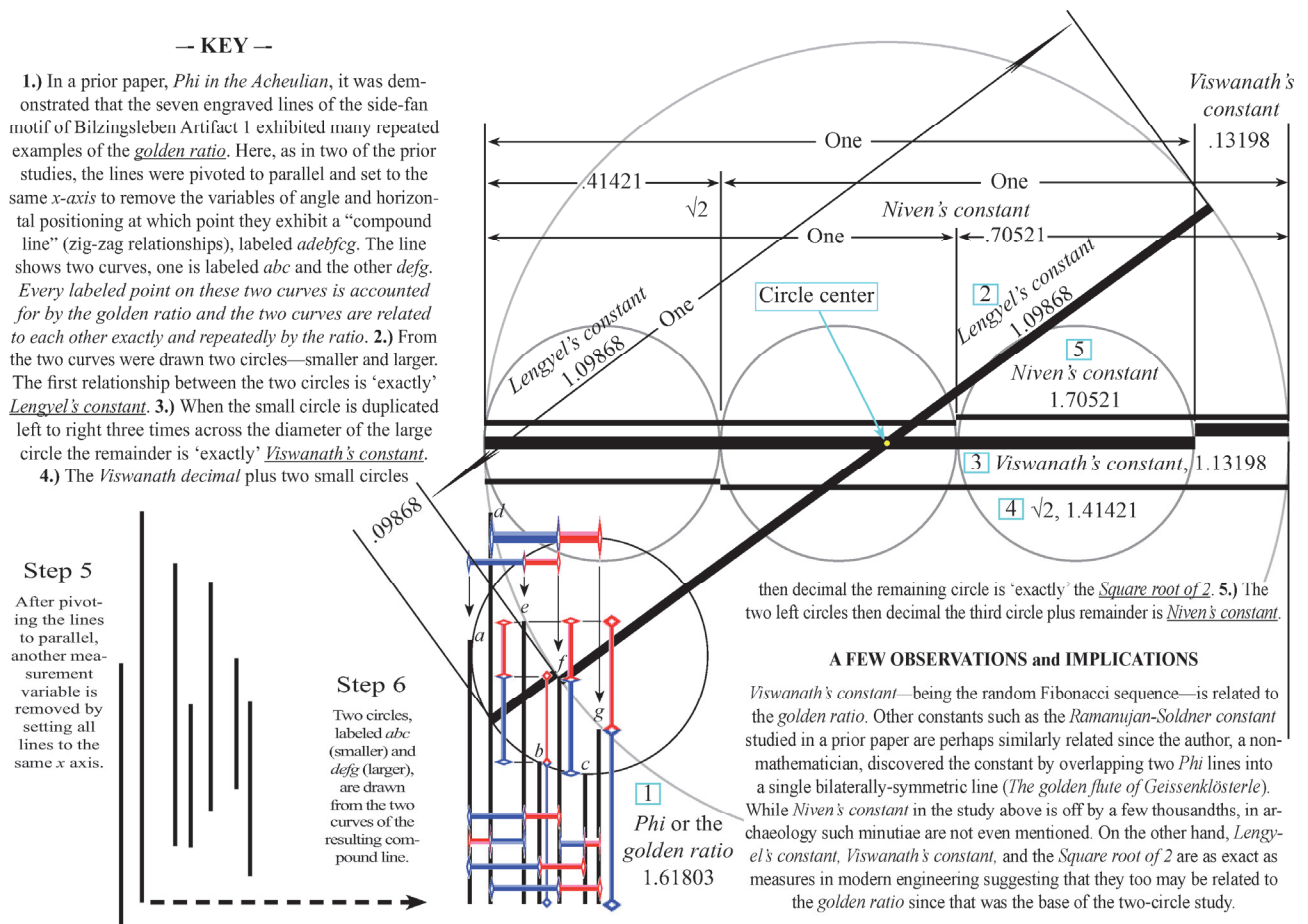 — KEY —
1.) In a prior paper, Phi in the Acheulian, it was dem-
onstrated that the seven engraved lines of the side-fan
motif of Bilzingsleben Artifact 1 exhibited many repeated
examples of the golden ratio. Here, as in two of the prior
studies, the lines were pivoted to parallel and set to the
same x-axis to remove the variables of angle and horizon-
tal positioning at which point they exhibit a “compound
line” (zig-zag relationships), labeled adebfcg. The line
shows two curves, one is labeled abc and the other defg.
Every labeled point on these two curves is accounted
for by the golden ratio and the two curves are related
to each other exactly and repeatedly by the ratio. 2.) From
the two curves were drawn two circles—smaller and larger.
The first relationship between the two circles is ‘exactly’
Lengyel's constant. 3.) When the small circle is duplicated
left to right three times across the diameter of the large
circle the remainder is ‘exactly’ Viswanath's constant.
4.) The Viswanath decimal plus two small circles
then decimal the remaining circle is ‘exactly’ the Square root of 2. 5.) The
two left circles then decimal the third circle plus remainder is Niven's constant.
Viswanath's
constant
.13198
One
.41421
One
√2
Niven's constant
One
.70521
Lengyel's constant
1.09868
One
Circle center
2
Lengyel's constant
1.09868
5
Niven's constant
1.70521
3 Viswanath's constant, 1.13198
4 √2, 1.41421
.09868
d
a
e
f
g
b
c
1
Phi or the
golden ratio
1.61803
Step 5
After pivot-
ing the lines
to parallel,
another mea-
surement
variable is
removed by
setting all
lines to the
same x axis.
Step 6
Two circles,
labeled abc
(smaller) and
defg (larger),
are drawn
from the two
curves of the
resulting com-
pound line.
A FEW OBSERVATIONS and IMPLICATIONS
Viswanath's constant—being the random Fibonacci sequence—is related to
the golden ratio. Other constants such as the Ramanujan-Soldner constant
studied in a prior paper are perhaps similarly related since the author, a non-
mathematician, discovered the constant by overlapping two Phi lines into
a single bilaterally-symmetric line (The golden flute of Geissenklösterle).
While Niven's constant in the study above is off by a few thousandths, in ar-
chaeology such minutiae are not even mentioned. On the other hand, Lengy-
el's constant, Viswanath's constant, and the Square root of 2 are as exact as
measures in modern engineering suggesting that they too may be related to
the golden ratio since that was the base of the two-circle study.